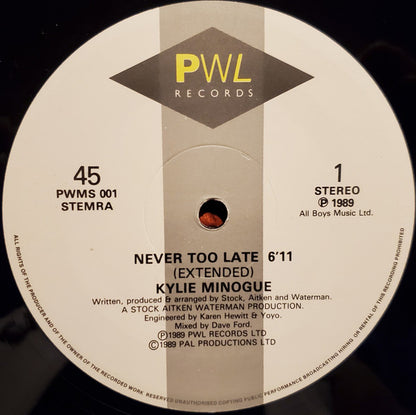 PWL
RECORDS
45
PWMS 001
STEMRA
1
STEREO
Ⓟ 1989
All Boys Music Ltd.
NEVER TOO LATE 6'11
(EXTENDED)
KYLIE MINOGUE
Written, produced & arranged by Stock, Aitken and Waterman.
A STOCK AITKEN WATERMAN PRODUCTION.
Engineered by Karen Hewitt & Yoyo.
Mixed by Dave Ford.
Ⓟ1989 PWL RECORDS LTD
©1989 PAL PRODUCTIONS LTD
ALL RIGHTS OF THE PRODUCER AND OF THE OWNER OF THE RECORDED WORK RESERVED UNAUTHORISED COPYING PUBLIC PERFORMANCE BROADCASTING HIRING OR RENTAL OF THIS RECORDING PROHIBITED